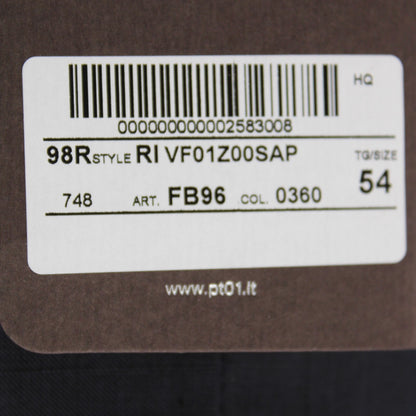 HQ
000000000002583008
98R STYLE RI VF01Z00SAP TG/SIZE
748 ART. FB96 COL. 0360 54
www.pt01.it